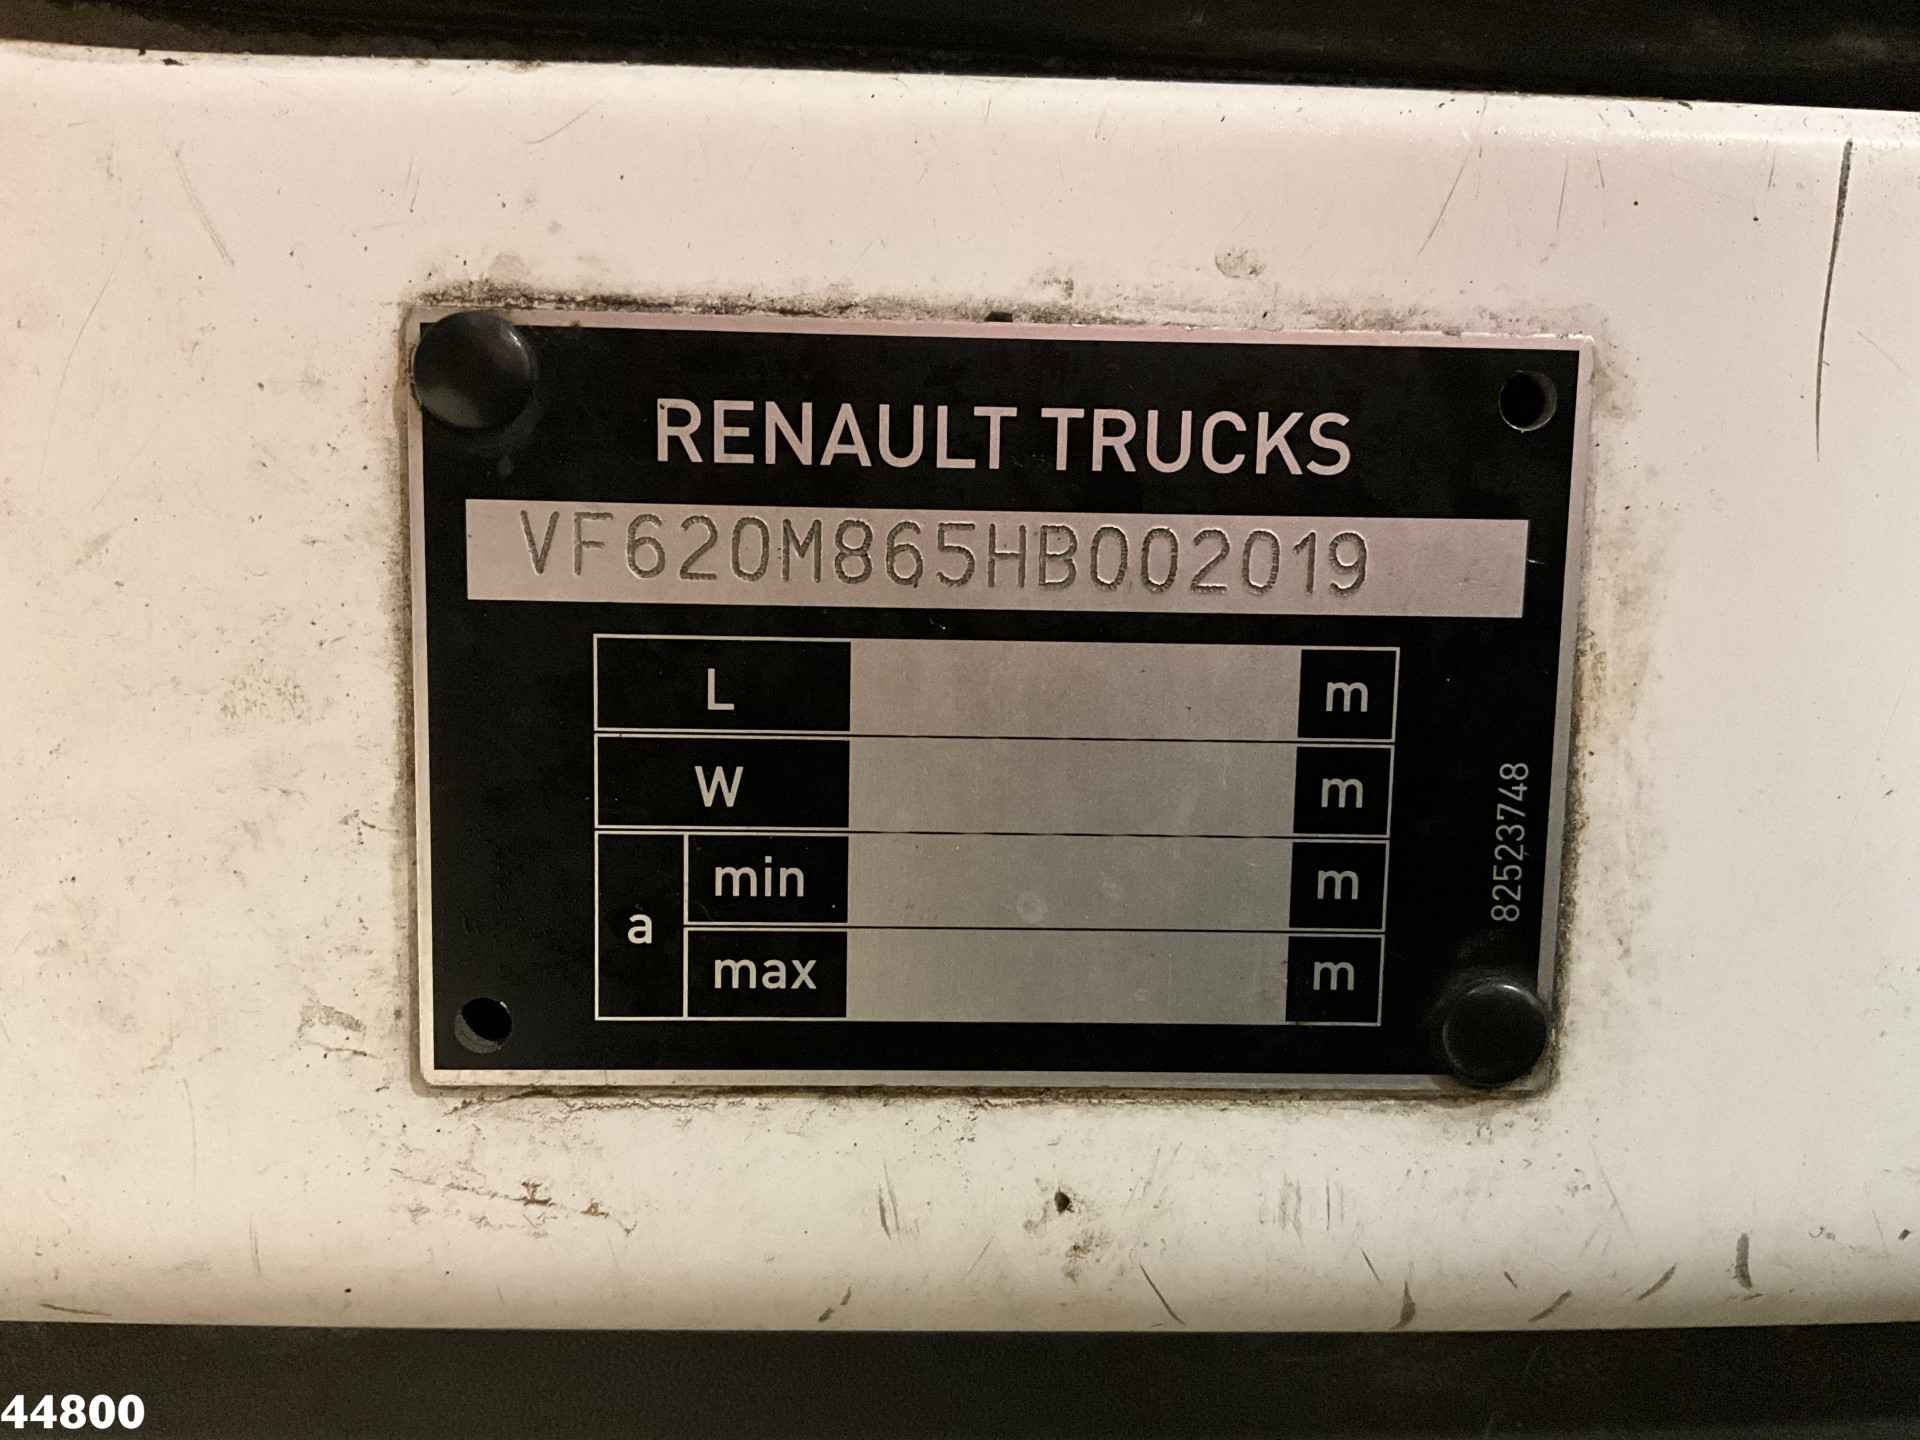 RENAULT TRUCKS
VF620M865HB002019
L m
W m
a
min m
max m
82523748
44800